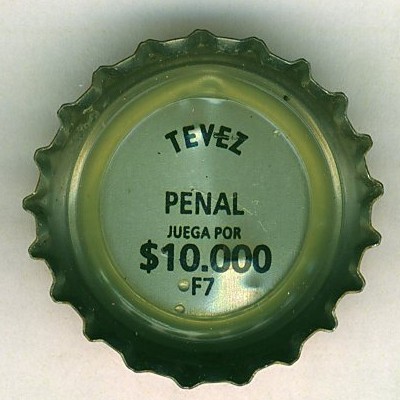 TEVEZ
PENAL
JUEGA POR
$10.000
F7